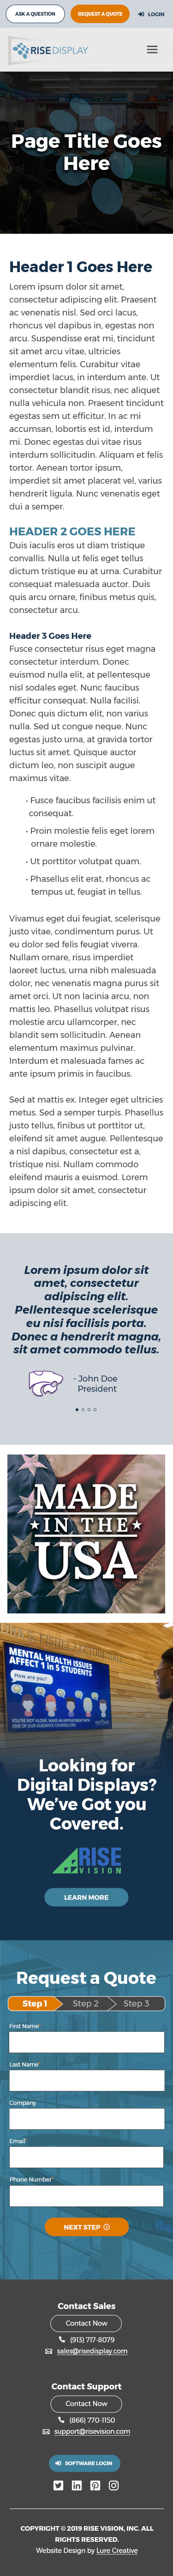 ASK A QUESTION
REQUEST A QUOTE
LOGIN
RISEDISPLAY
Page Title Goes
Here
Header 1 Goes Here
Lorem ipsum dolor sit amet,
consectetur adipiscing elit. Praesent
ac venenatis nisl. Sed orci lacus,
rhoncus vel dapibus in, egestas non
arcu. Suspendisse erat mi, tincidunt
sit amet arcu vitae, ultricies
elementum felis. Curabitur vitae
imperdiet lacus, in interdum ante. Ut
consectetur blandit risus, ac aliquet
nulla vehicula non. Praesent tincidunt
egestas sem ut efficitur. In ac mi
accumsan, lobortis est id, interdum
mi. Donec egestas dui vitae risus
interdum sollicitudin. Aliquam et felis
tortor. Aenean tortor ipsum,
imperdiet sit amet placerat vel, varius
hendrerit ligula. Nunc venenatis eget
dui a semper.
HEADER 2 GOES HERE
Duis iaculis eros ut diam tristique
convallis. Nulla ut felis eget tellus
dictum tristique eu at urna. Curabitur
consequat malesuada auctor. Duis
quis arcu ornare, finibus metus quis,
consectetur arcu.
Header 3 Goes Here
Fusce consectetur risus eget magna
consectetur interdum. Donec
euismod nulla elit, at pellentesque
nisl sodales eget. Nunc faucibus
efficitur consequat. Nulla facilisi.
Donec quis dictum elit, non varius
nulla. Sed ut congue neque. Nunc
egestas justo urna, at gravida tortor
luctus sit amet. Quisque auctor
dictum leo, non suscipit augue
maximus vitae.
• Fusce faucibus facilisis enim ut
consequat.
• Proin molestie felis eget lorem
ornare molestie.
• Ut porttitor volutpat quam.
• Phasellus elit erat, rhoncus ac
tempus ut, feugiat in tellus.
Vivamus eget dui feugiat, scelerisque
justo vitae, condimentum purus. Ut
eu dolor sed felis feugiat viverra.
Nullam ornare, risus imperdiet
laoreet luctus, urna nibh malesuada
dolor, nec venenatis magna purus sit
amet orci. Ut non lacinia arcu, non
mattis leo. Phasellus volutpat risus
molestie arcu ullamcorper, nec
blandit sem sollicitudin. Aenean
elementum maximus pulvinar.
Interdum et malesuada fames ac
ante ipsum primis in faucibus.
Sed at mattis ex. Integer eget ultricies
metus. Sed a semper turpis. Phasellus
justo tellus, finibus ut porttitor ut,
eleifend sit amet augue. Pellentesque
a nisl dapibus, consectetur est a,
tristique nisi. Nullam commodo
eleifend mauris a euismod. Lorem
ipsum dolor sit amet, consectetur
adipiscing elit.
Lorem ipsum dolor sit
amet, consectetur
adipiscing elit.
Pellentesque scelerisque
eu nisi facilisis porta.
Donec a hendrerit magna,
sit amet commodo tellus.
- John Doe
President
MADE
IN THE
USA
MENTAL HEALTH ISSUES
AFFECT 1 in 5 STUDENTS
How are you?
Looking for
Digital Displays?
We've Got you
Covered.
RISE
VISION
LEARN MORE
Request a Quote
Step 1
Step 2
Step 3
First Name*
Last Name*
Company
Email*
Phone Number*
NEXT STEP
Contact Sales
Contact Now
(913) 717-8079
sales@risedisplay.com
Contact Support
Contact Now
(866) 770-1150
support@risevision.com
SOFTWARE LOGIN
COPYRIGHT © 2019 RISE VISION, INC. ALL
RIGHTS RESERVED.
Website Design by Lure Creative